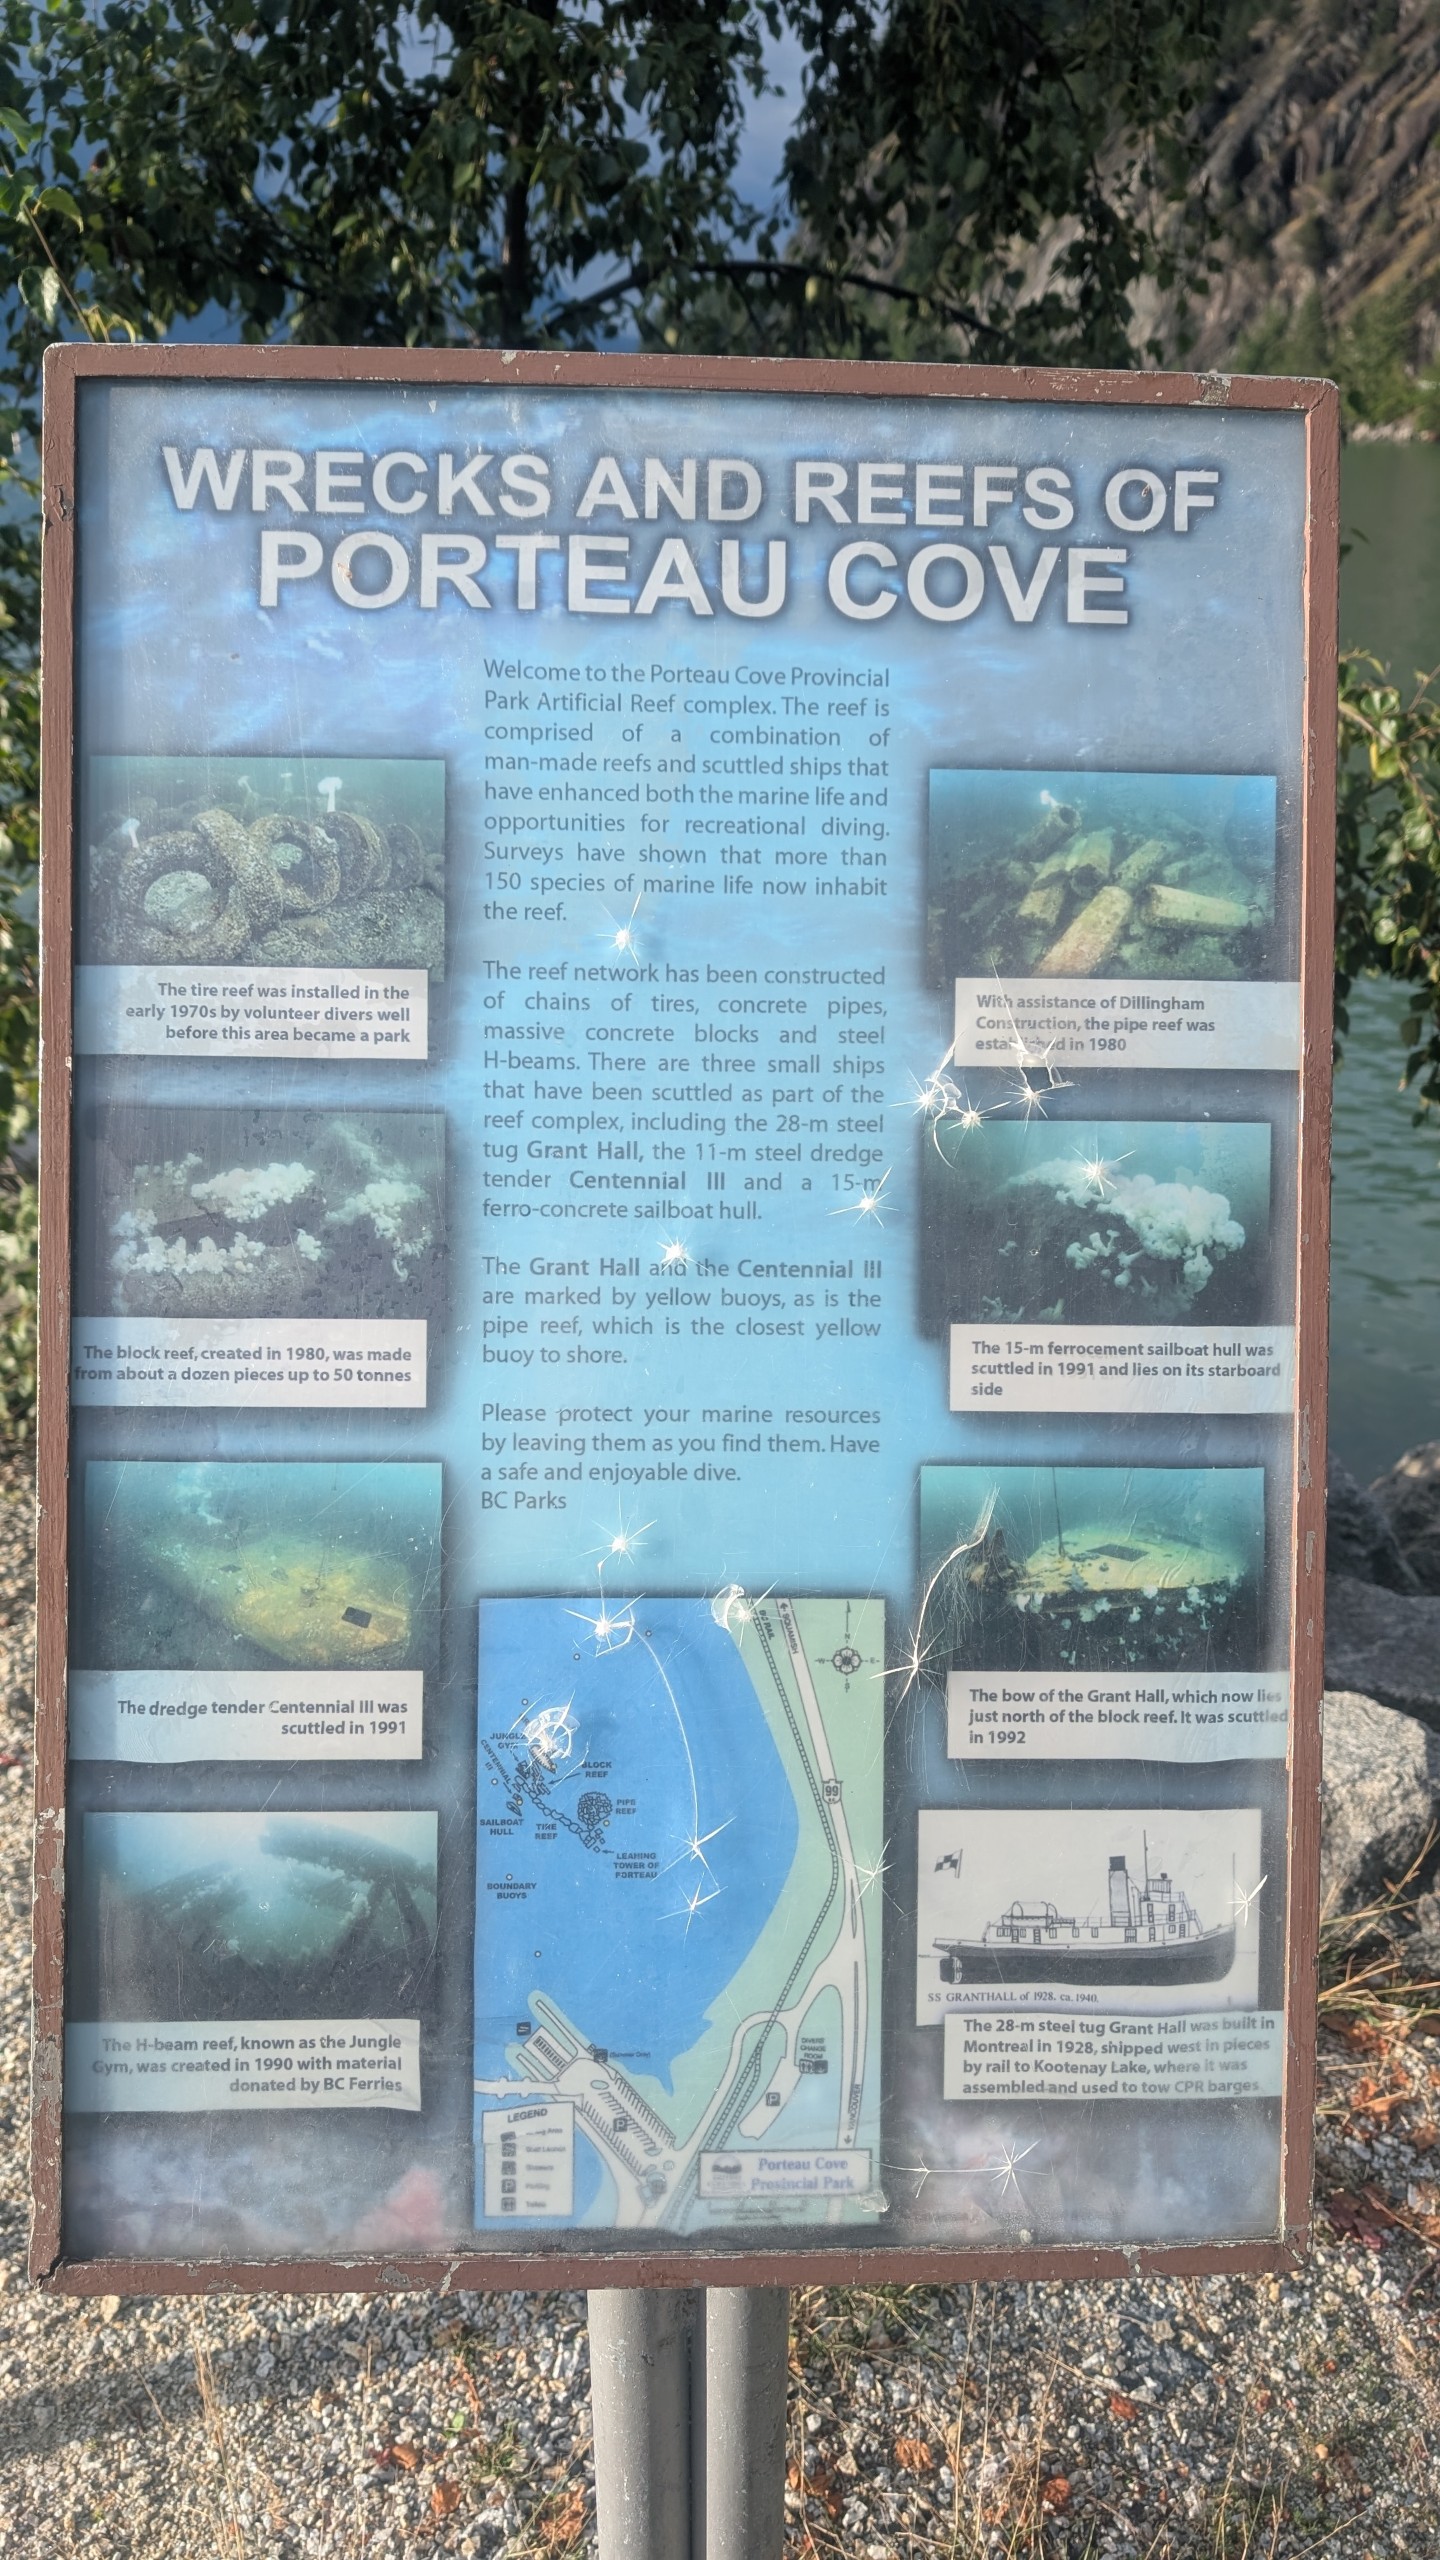 WRECKS AND REEFS OF
PORTEAU COVE
Welcome to the Porteau Cove Provincial
Park Artificial Reef complex. The reef is
comprised of a combination of
man-made reefs and scuttled ships that
have enhanced both the marine life and
opportunities for recreational diving.
Surveys have shown that more than
150 species of marine life now inhabit
the reef.
The reef network has been constructed
of chains of tires, concrete pipes,
massive concrete blocks and steel
H-beams. There are three small ships
that have been scuttled as part of the
reef complex, including the 28-m steel
tug Grant Hall, the 11-m steel dredge
tender Centennial III and a 15-m
ferro-concrete sailboat hull.
The Grant Hall and the Centennial III
are marked by yellow buoys, as is the
pipe reef, which is the closest yellow
buoy to shore.
Please protect your marine resources
by leaving them as you find them. Have
a safe and enjoyable dive.
BC Parks
The tire reef was installed in the
early 1970s by volunteer divers well
before this area became a park
The block reef, created in 1980, was made
from about a dozen pieces up to 50 tonnes
The dredge tender Centennial III was
scuttled in 1991
The H-beam reef, known as the Jungle
Gym, was created in 1990 with material
donated by BC Ferries
With assistance of Dillingham
Construction, the pipe reef was
established in 1980
The 15-m ferrocement sailboat hull was
scuttled in 1991 and lies on its starboard
side
The bow of the Grant Hall, which now lies
just north of the block reef. It was scuttled
in 1992
SS GRANTHALL of 1928. ca. 1940.
The 28-m steel tug Grant Hall was built in
Montreal in 1928, shipped west in pieces
by rail to Kootenay Lake, where it was
assembled and used to tow CPR barges
BC RAIL
SQUAMISH
N
W
E
JUNGLE
GYM
CENTENNIAL
III
BLOCK
REEF
PIPE
REEF
SAILBOAT
HULL
TIRE
REEF
LEANING
TOWER OF
PORTEAU
BOUNDARY
BUOYS
99
DIVERS'
CHANGE
ROOM
P
P
VANCOUVER
LEGEND
Boat Launch
Showers
P
Parking
Toilets
Porteau Cove
Provincial Park